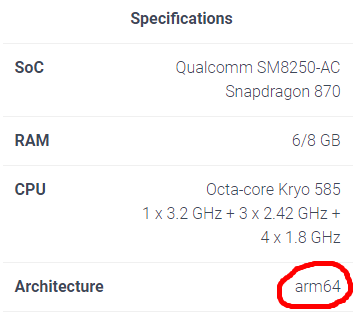 Specifications
SoC Qualcomm SM8250-AC
Snapdragon 870
RAM 6/8 GB
CPU Octa-core Kryo 585
1 x 3.2 GHz + 3 x 2.42 GHz +
4 x 1.8 GHz
Architecture arm64